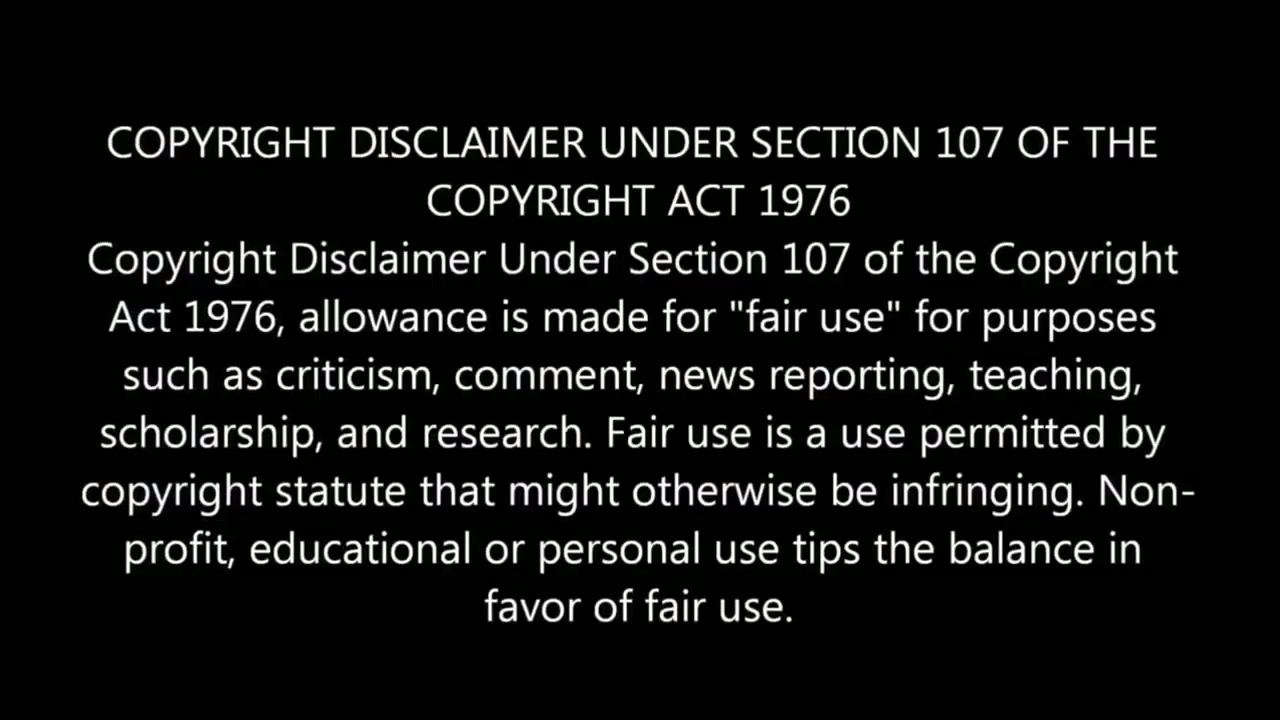 COPYRIGHT DISCLAIMER UNDER SECTION 107 OF THE
COPYRIGHT ACT 1976
Copyright Disclaimer Under Section 107 of the Copyright
Act 1976, allowance is made for "fair use" for purposes
such as criticism, comment, news reporting, teaching,
scholarship, and research. Fair use is a use permitted by
copyright statute that might otherwise be infringing. Non-
profit, educational or personal use tips the balance in
favor of fair use.